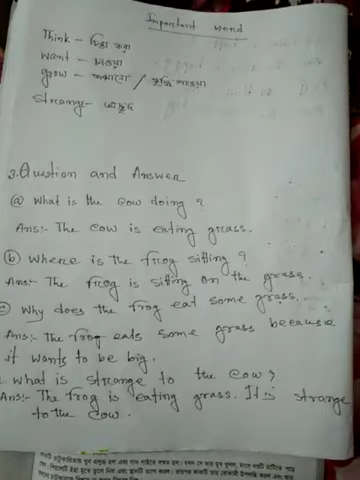 Important word
Think - চিন্তা করা
Want - চাওয়া
grow - জন্মানো / বৃদ্ধি পাওয়া
strange - অদ্ভুত
3. Question and Answer
ⓐ What is the cow doing?
Ans:- The cow is eating grass.
ⓑ Where is the frog sitting?
Ans:- The frog is sitting on the grass.
ⓒ Why does the frog eat some grass.
Ans:- The frog eats some grass because
it wants to be big.
What is strange to the cow?
Ans:- The frog is eating grass. It is strange
to the cow.